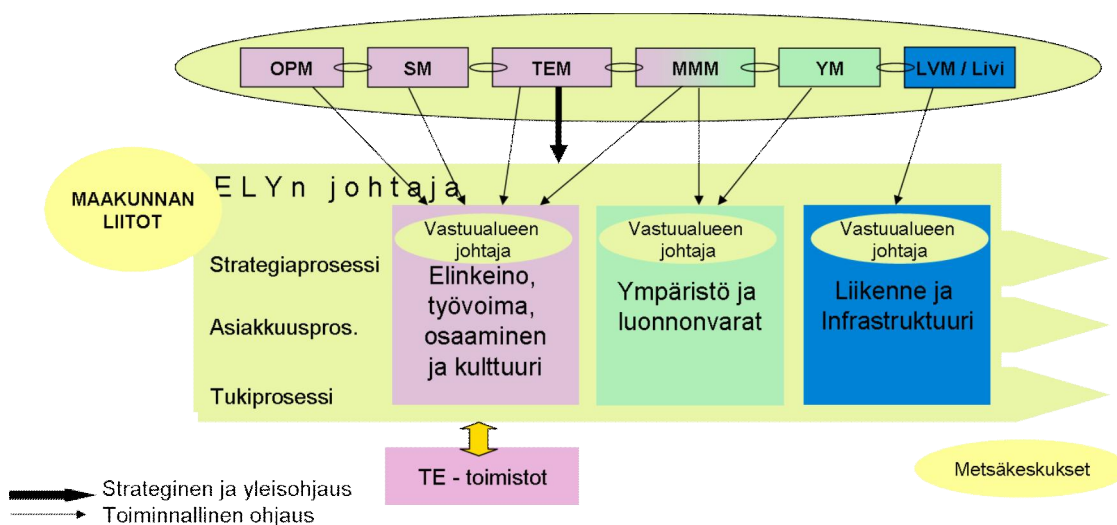 OPM
SM
TEM
MMM
YM
LVM / Livi
MAAKUNNAN
LIITOT
ELYn johtaja
Vastuualueen
johtaja
Elinkeino,
työvoima,
osaaminen
ja kulttuuri
Vastuualueen
johtaja
Ympäristö ja
luonnonvarat
Vastuualueen
johtaja
Liikenne ja
Infrastruktuuri
Strategiaprosessi
Asiakkuuspros.
Tukiprosessi
TE - toimistot
Metsäkeskukset
Strateginen ja yleisohjaus
Toiminnallinen ohjaus